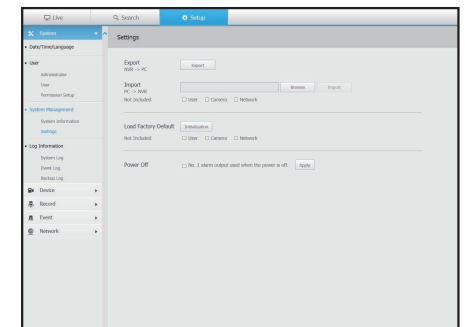 Live
Search
Setup
System
Date/Time/Language
User
Administrator
User
Permission Setup
System Management
System Information
Settings
Log Information
System Log
Event Log
Backup Log
Device
Record
Event
Network
Settings
Export
NVR -> PC
Export
Import
PC -> NVR
Browse
Import
Not Included
User
Camera
Network
Load Factory Default
Initialization
Not Included
User
Camera
Network
Power Off
No. 1 alarm output used when the power is off.
Apply